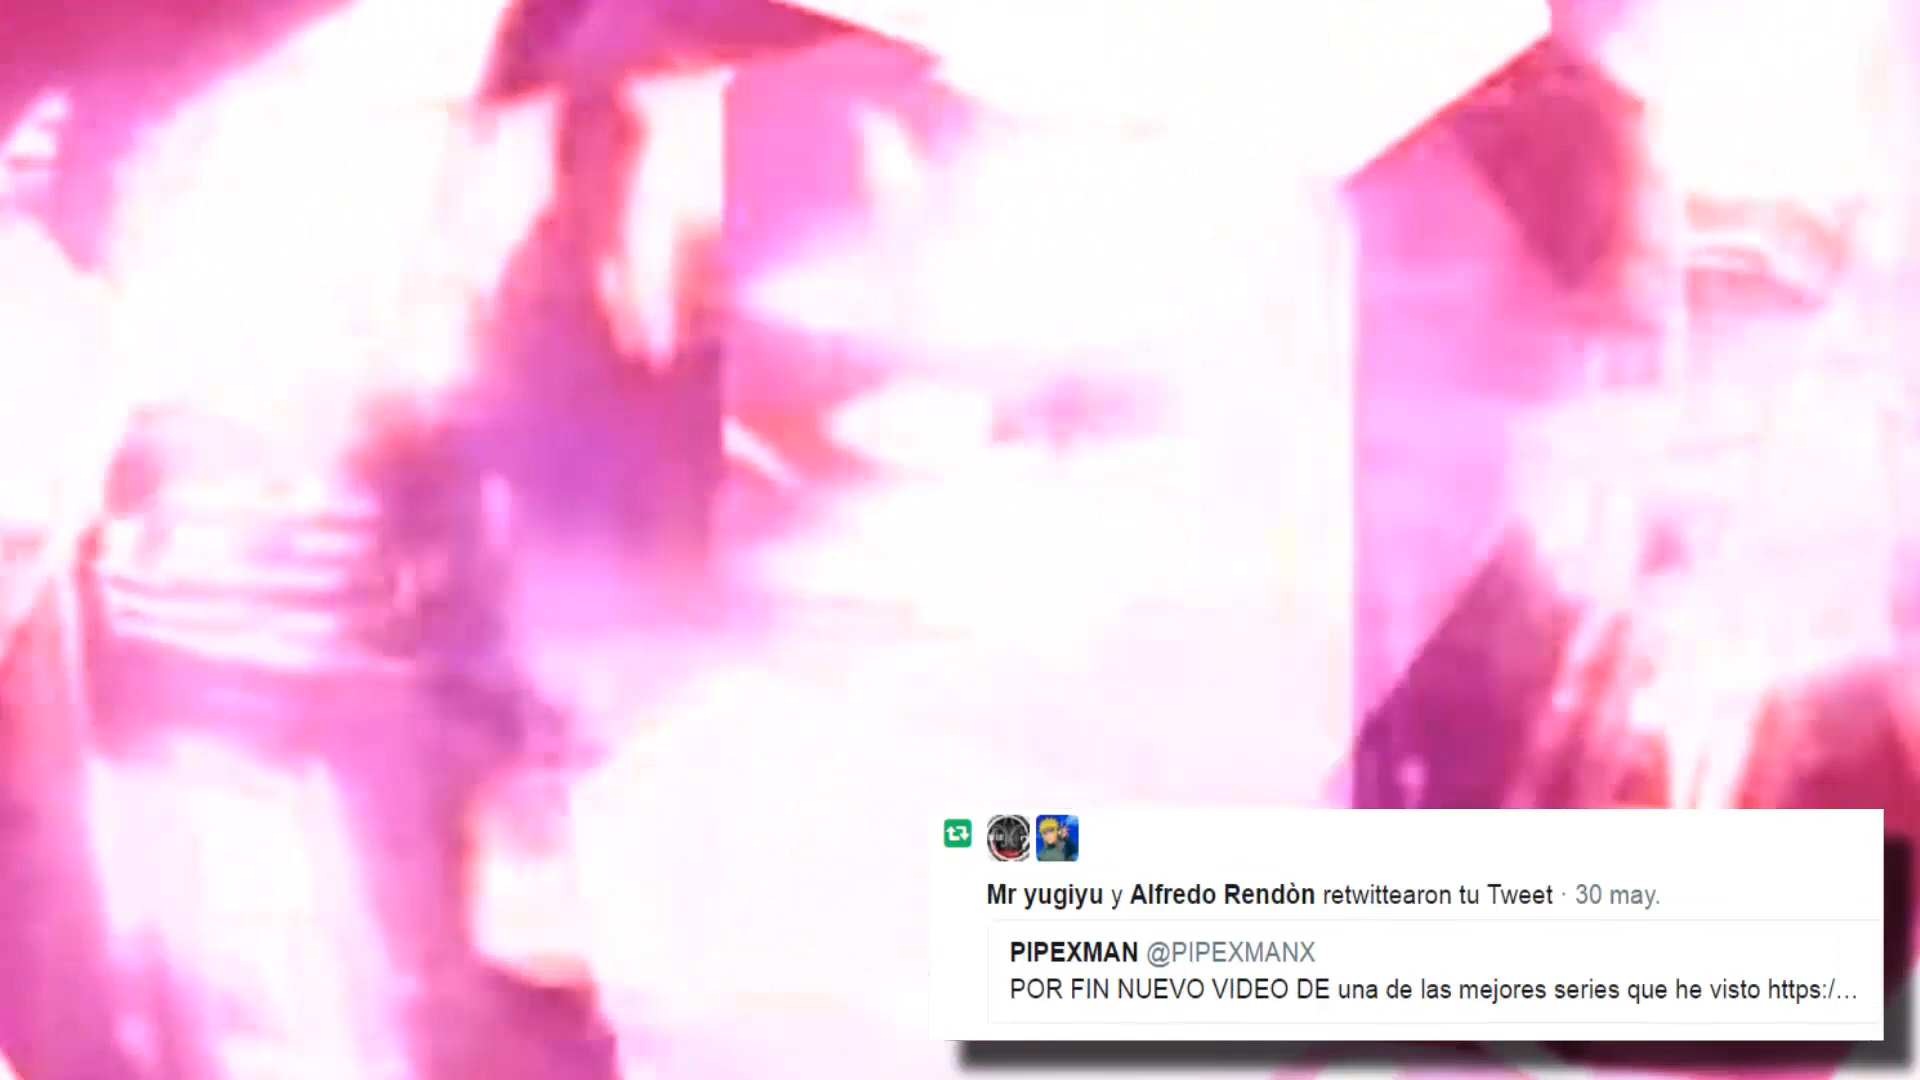 Mr yugiyu y Alfredo Rendòn retwittearon tu Tweet · 30 may.
PIPEXMAN @PIPEXMANX
POR FIN NUEVO VIDEO DE una de las mejores series que he visto https:/…